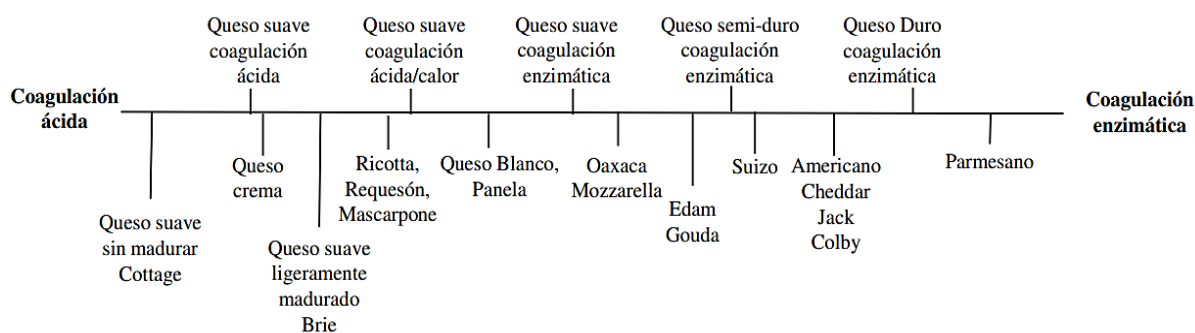 Queso suave
coagulación
ácida
Queso suave
coagulación
ácida/calor
Queso suave
coagulación
enzimática
Queso semi-duro
coagulación
enzimática
Queso Duro
coagulación
enzimática
Coagulación
ácida
Coagulación
enzimática
Queso suave
sin madurar
Cottage
Queso
crema
Queso suave
ligeramente
madurado
Brie
Ricotta,
Requesón,
Mascarpone
Queso Blanco,
Panela
Oaxaca
Mozzarella
Edam
Gouda
Suizo
Americano
Cheddar
Jack
Colby
Parmesano